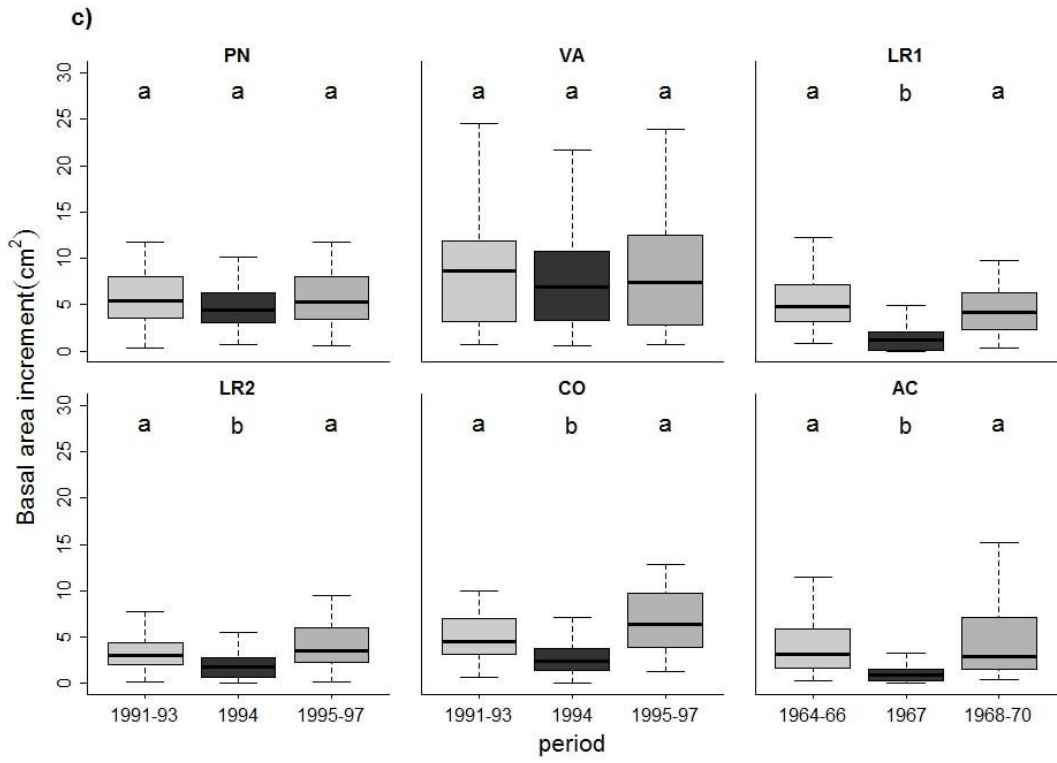 c)
PN
VA
LR1
30
25
20
15
10
5
0
a a a
a a a
a b a
LR2
CO
AC
30
25
20
15
10
5
0
a b a
a b a
a b a
1991-93 1994 1995-97
1991-93 1994 1995-97
1964-66 1967 1968-70
period
Basal area increment(cm²)